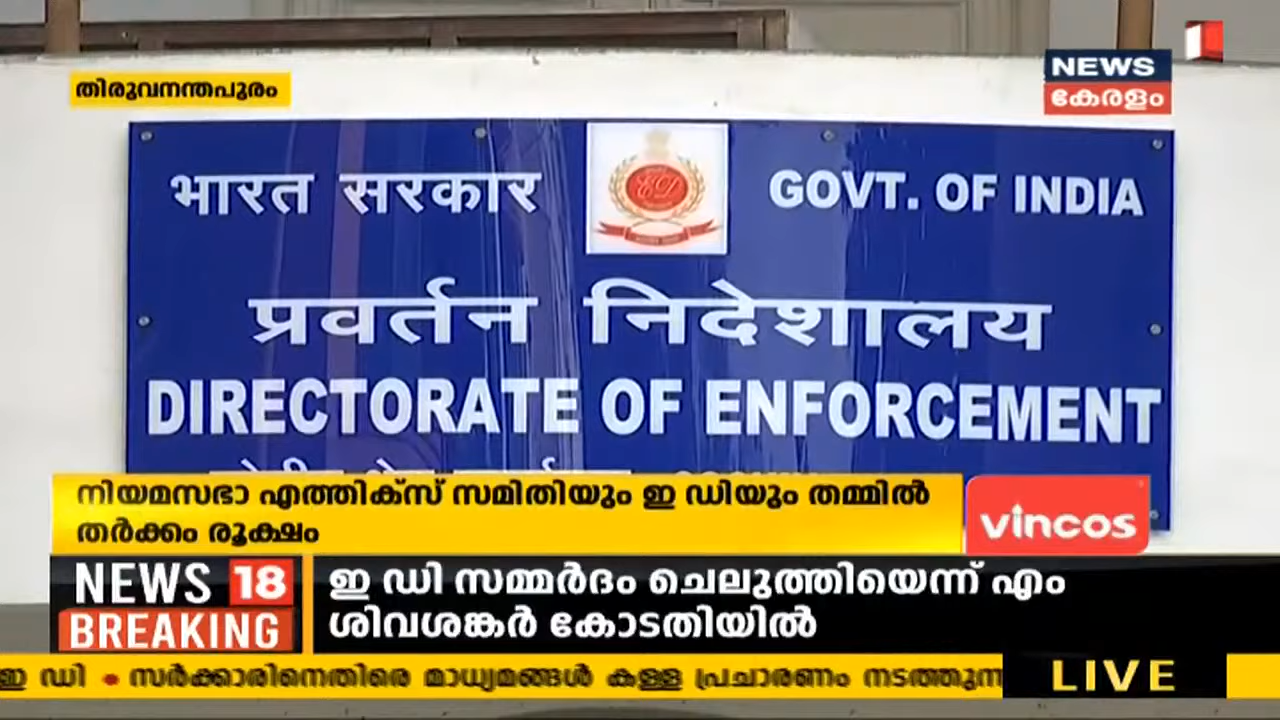 തിരുവനന്തപുരം
NEWS
കേരളം
भारत सरकार
GOVT. OF INDIA
प्रवर्तन निदेशालय
DIRECTORATE OF ENFORCEMENT
നിയമസഭാ എത്തിക്സ് സമിതിയും ഇ ഡിയും തമ്മിൽ
തർക്കം രൂക്ഷം
vincos
NEWS 18
BREAKING
ഇ ഡി സമ്മർദം ചെലുത്തിയെന്ന് എം
ശിവശങ്കർ കോടതിയിൽ
ഇ ഡി • സർക്കാരിനെതിരെ മാധ്യമങ്ങൾ കള്ള പ്രചാരണം
LIVE